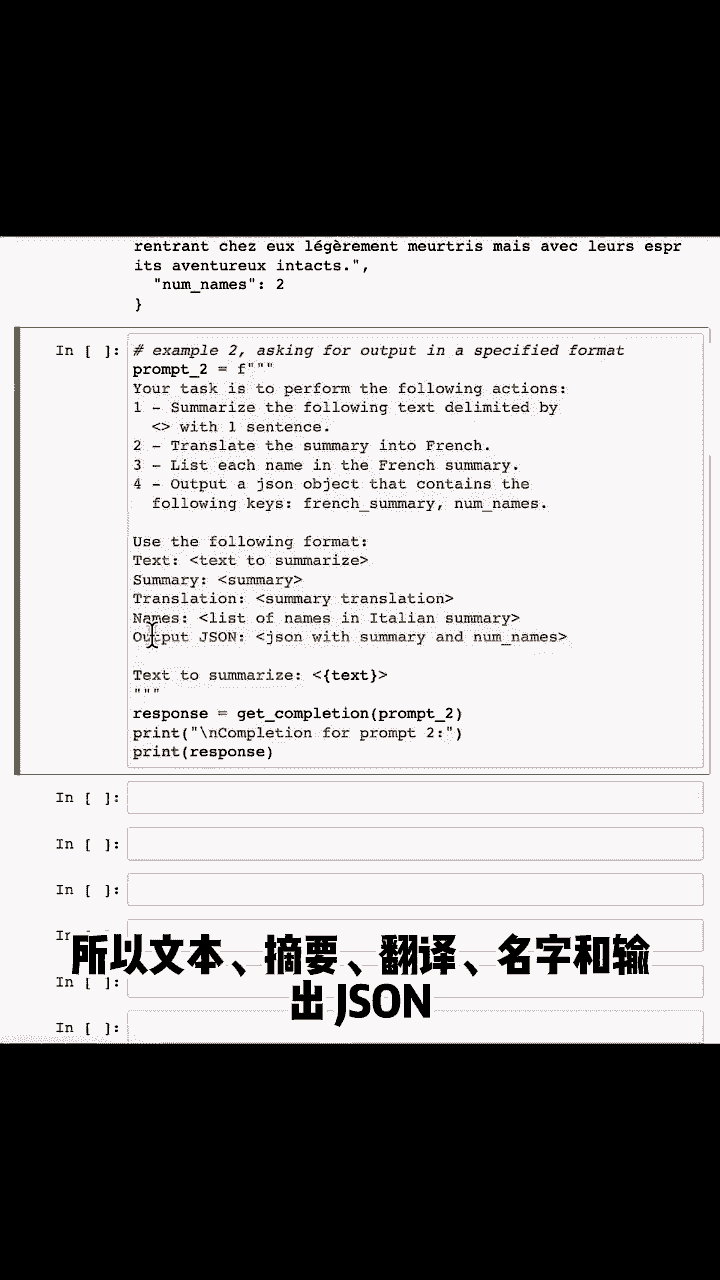 rentrant chez eux légèrement meurtris mais avec leurs espr
its aventureux intacts.",
"num_names": 2
}
In [ ]: # example 2, asking for output in a specified format
prompt_2 = f"""
Your task is to perform the following actions:
1 - Summarize the following text delimited by
<> with 1 sentence.
2 - Translate the summary into French.
3 - List each name in the French summary.
4 - Output a json object that contains the
following keys: french_summary, num_names.
Use the following format:
Text: <text to summarize>
Summary: <summary>
Translation: <summary translation>
Names: <list of names in Italian summary>
Output JSON: <json with summary and num_names>
Text to summarize: <{text}>
"""
response = get_completion(prompt_2)
print("\nCompletion for prompt 2:")
print(response)
In [ ]:
In [ ]:
In [ ]:
In [ ]:
In [ ]:
In [ ]:
所以文本、摘要、翻译、名字和输
出 JSON